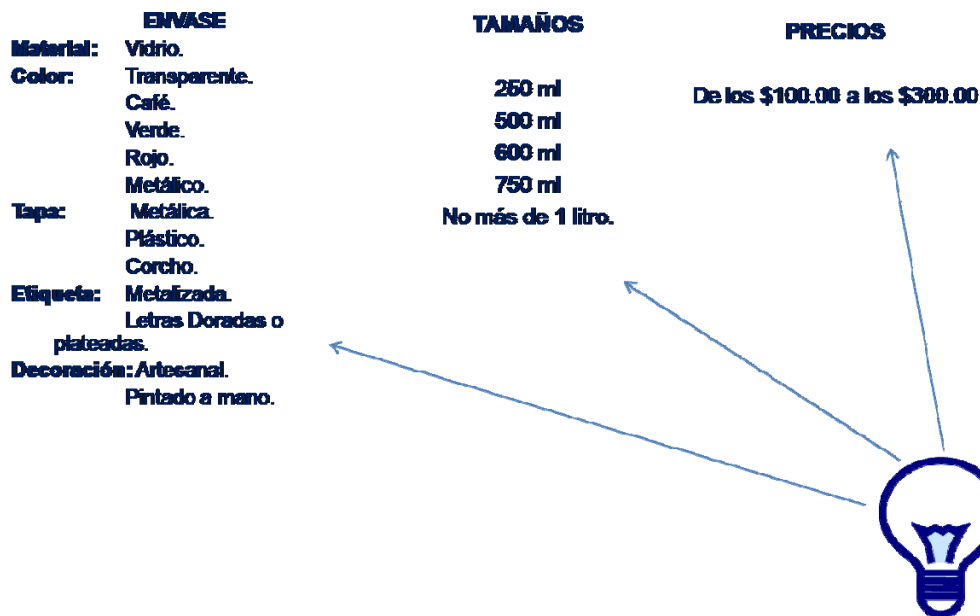 ENVASE
Material: Vidrio.
Color: Transparente.
Café.
Verde.
Rojo.
Metálico.
Tapa: Metálica.
Plástico.
Corcho.
Etiqueta: Metalizada.
Letras Doradas o
plateadas.
Decoración: Artesanal.
Pintado a mano.
TAMAÑOS
250 ml
500 ml
600 ml
750 ml
No más de 1 litro.
PRECIOS
De los $100.00 a los $300.00